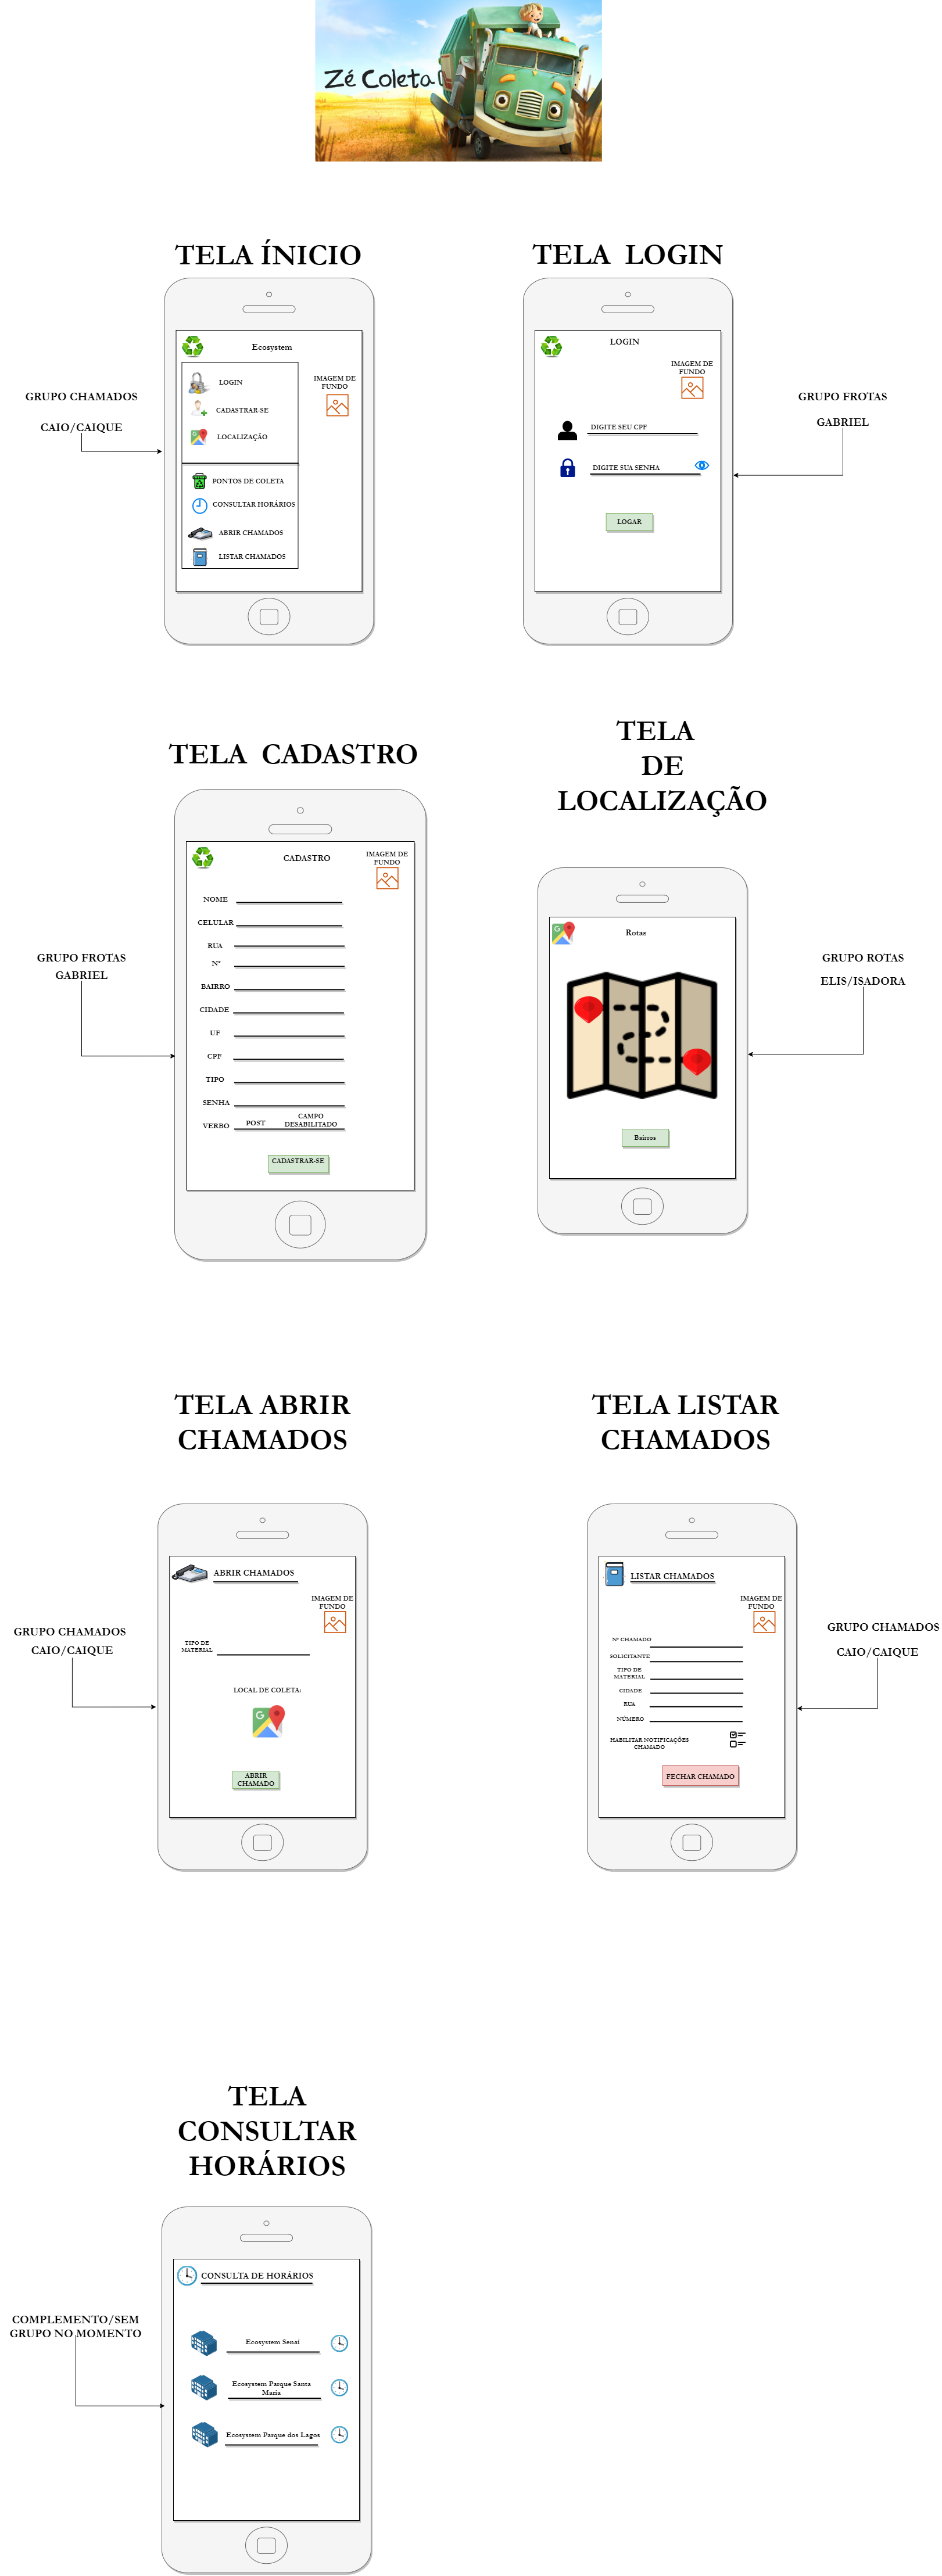 Zé Coleta
TELA ÍNICIO
TELA LOGIN
Ecosystem
LOGIN
CADASTRAR-SE
LOCALIZAÇÃO
IMAGEM DE
FUNDO
PONTOS DE COLETA
CONSULTAR HORÁRIOS
ABRIR CHAMADOS
LISTAR CHAMADOS
GRUPO CHAMADOS
CAIO/CAIQUE
LOGIN
IMAGEM DE
FUNDO
DIGITE SEU CPF
DIGITE SUA SENHA
LOGAR
GRUPO FROTAS
GABRIEL
TELA CADASTRO
TELA
DE
LOCALIZAÇÃO
CADASTRO
IMAGEM DE
FUNDO
NOME
CELULAR
RUA
Nº
BAIRRO
CIDADE
UF
CPF
TIPO
SENHA
VERBO
POST
CAMPO
DESABILITADO
CADASTRAR-SE
GRUPO FROTAS
GABRIEL
Rotas
Bairros
GRUPO ROTAS
ELIS/ISADORA
TELA ABRIR
CHAMADOS
TELA LISTAR
CHAMADOS
ABRIR CHAMADOS
IMAGEM DE
FUNDO
TIPO DE
MATERIAL
LOCAL DE COLETA:
ABRIR
CHAMADO
GRUPO CHAMADOS
CAIO/CAIQUE
LISTAR CHAMADOS
IMAGEM DE
FUNDO
Nº CHAMADO
SOLICITANTE
TIPO DE
MATERIAL
CIDADE
RUA
NÚMERO
HABILITAR NOTIFICAÇÕES
CHAMADO
FECHAR CHAMADO
GRUPO CHAMADOS
CAIO/CAIQUE
TELA
CONSULTAR
HORÁRIOS
CONSULTA DE HORÁRIOS
Ecosystem Senai
Ecosystem Parque Santa
Maria
Ecosystem Parque dos Lagos
COMPLEMENTO/SEM
GRUPO NO MOMENTO